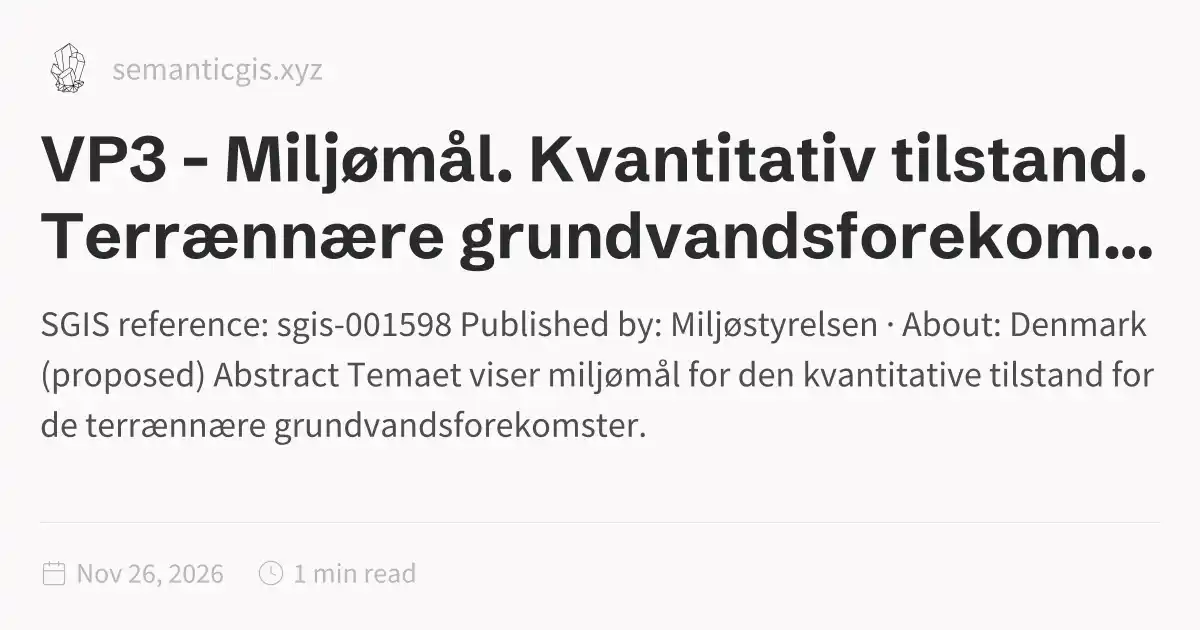 semanticgis.xyz
VP3 - Miljømål. Kvantitativ tilstand.
Terrænnære grundvandsforekom...
SGIS reference: sgis-001598 Published by: Miljøstyrelsen · About: Denmark
(proposed) Abstract Temaet viser miljømål for den kvantitative tilstand for
de terrænnære grundvandsforekomster.
Nov 26, 2026 1 min read